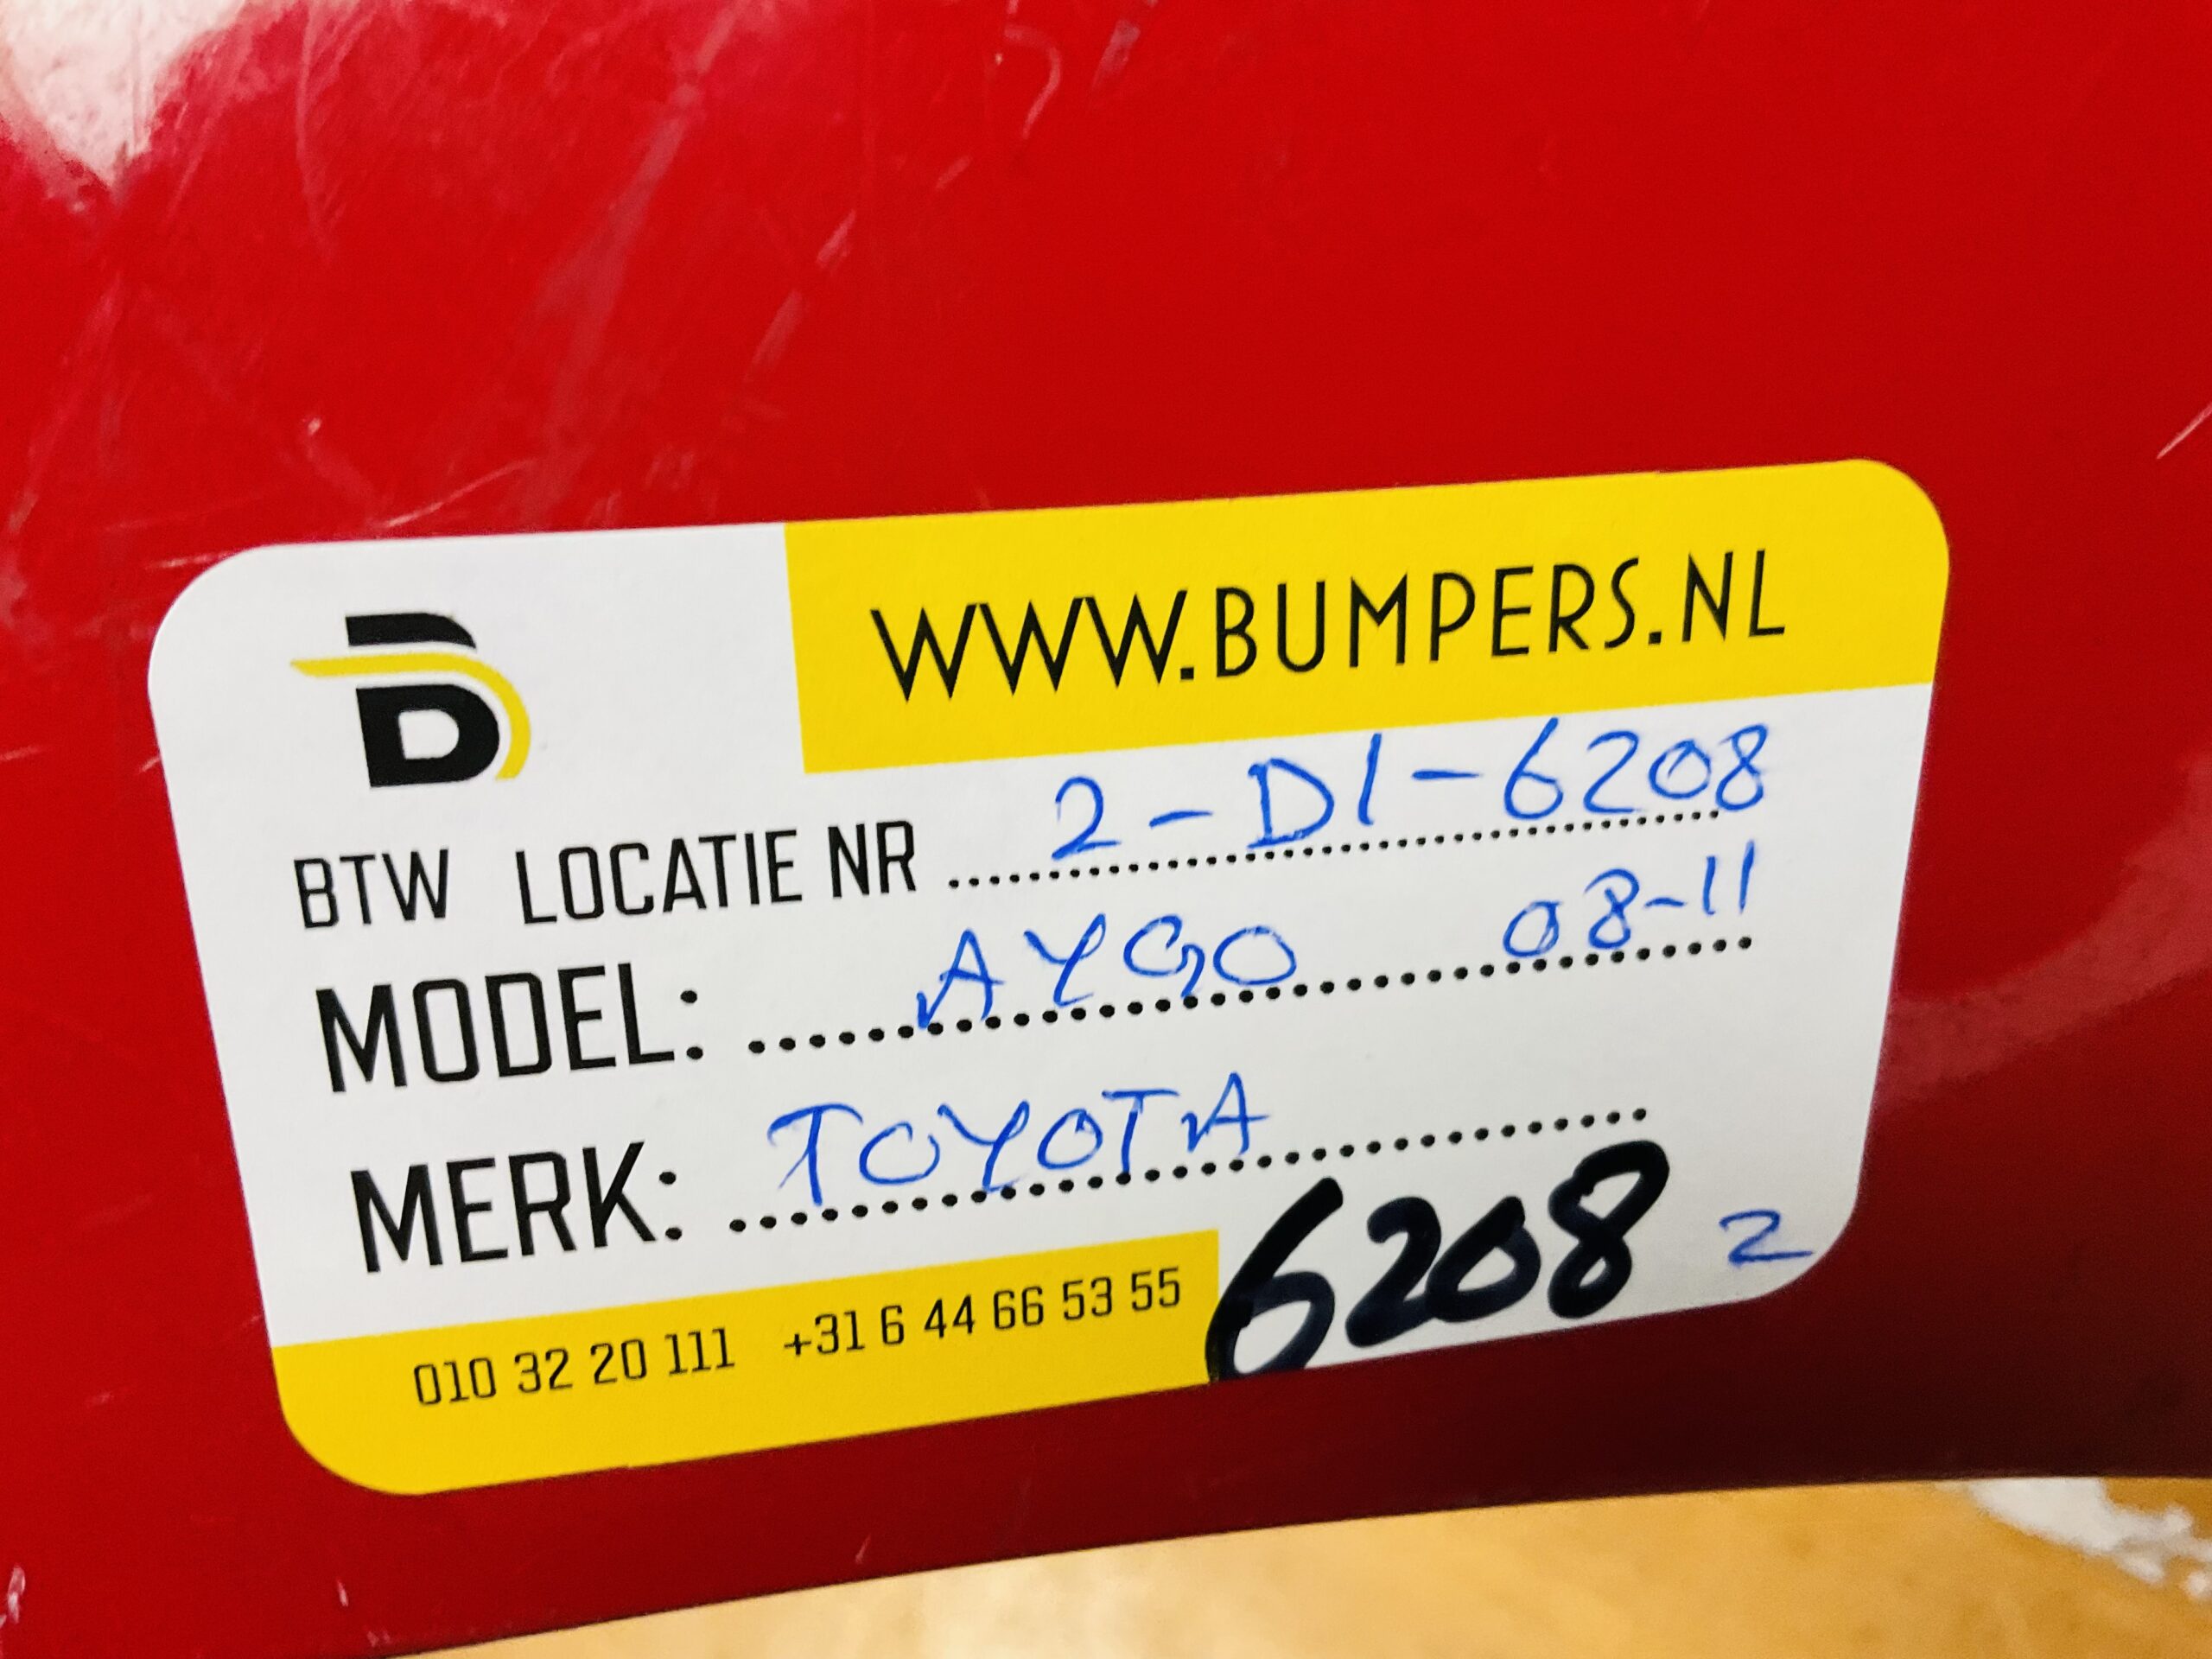 WWW.BUMPERS.NL
BTW LOCATIE NR 2-D1-6208
MODEL: AYGO 08-11
MERK: TOYOTA
6208 2
010 32 20 111 +31 6 44 66 53 55